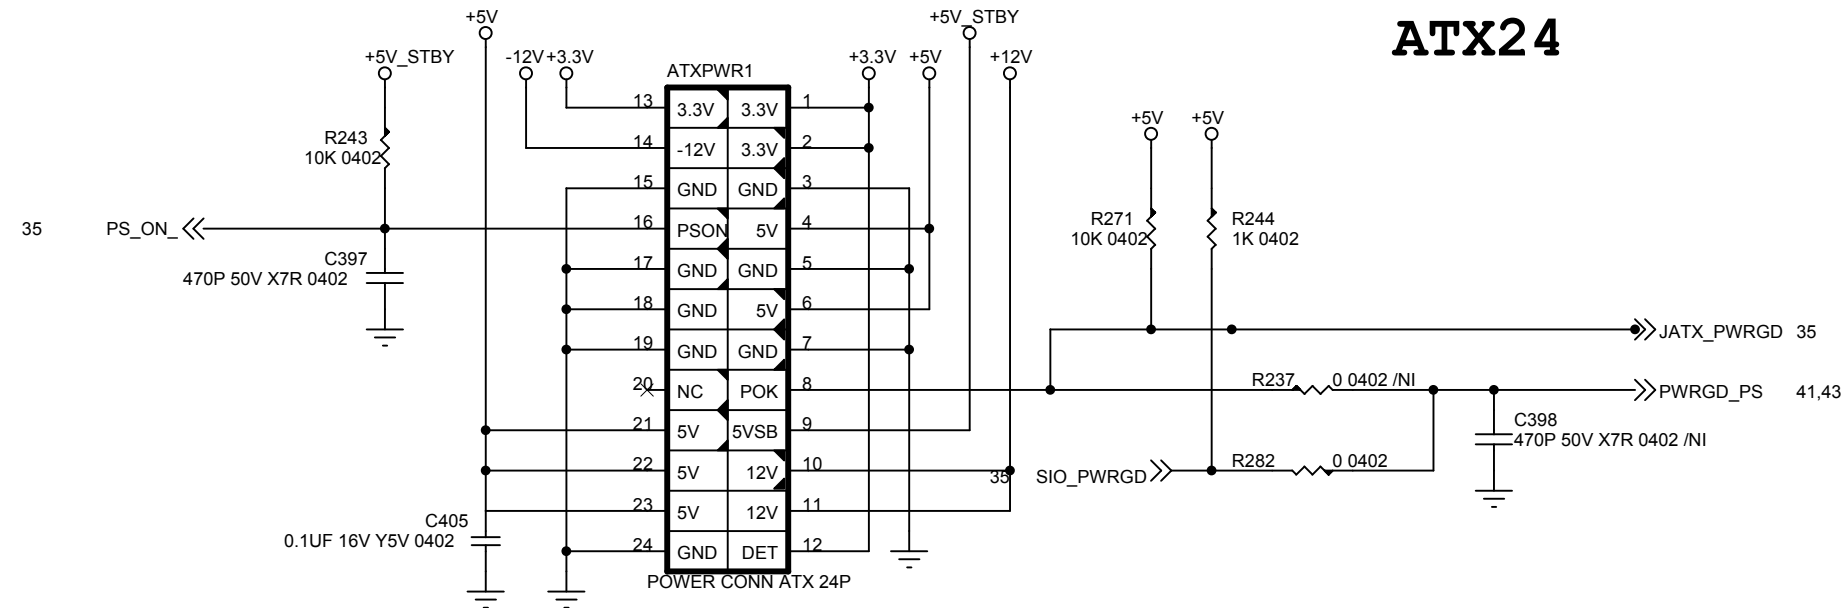 ATX24
+5V
+5V_STBY
+5V_STBY
-12V
+3.3V
+3.3V
+5V
+12V
ATXPWR1
13 3.3V 3.3V 1
14 -12V 3.3V 2
15 GND GND 3
16 PSON 5V 4
17 GND GND 5
18 GND 5V 6
19 GND GND 7
20 NC POK 8
21 5V 5VSB 9
22 5V 12V 10
23 5V 12V 11
24 GND DET 12
POWER CONN ATX 24P
R243
10K 0402
35 PS_ON_
C397
470P 50V X7R 0402
C405
0.1UF 16V Y5V 0402
+5V
+5V
R271
10K 0402
R244
1K 0402
JATX_PWRGD 35
R237 0 0402 /NI
PWRGD_PS 41,43
C398
470P 50V X7R 0402 /NI
35 SIO_PWRGD
R282 0 0402